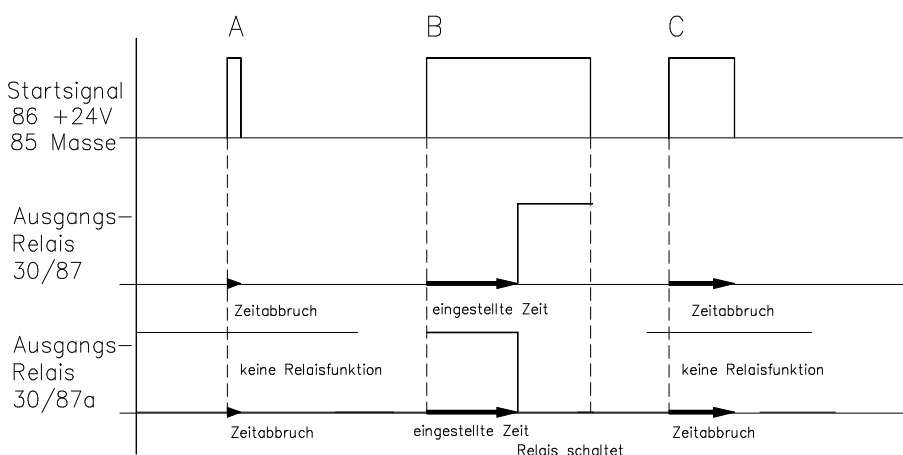 A B C
Startsignal
86 +24V
85 Masse
Ausgangs-
Relais
30/87
Zeitabbruch eingestellte Zeit Zeitabbruch
Ausgangs-
Relais
30/87a
keine Relaisfunktion keine Relaisfunktion
Zeitabbruch eingestellte Zeit Zeitabbruch
Relais schaltet